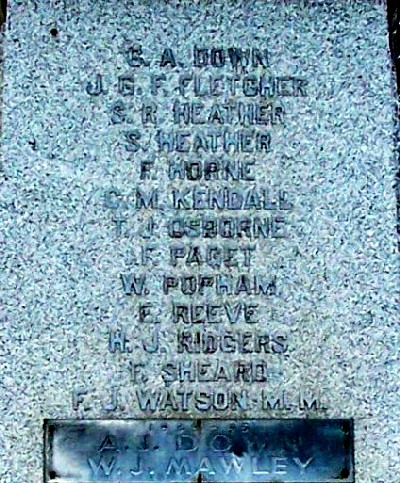 C. A. DOWN
J. G. F. FLETCHER
S. R. HEATHER
S. HEATHER
F. HORNE
C. M. KENDALL
T. J. OSBORNE
F. PAGET
W. POPHAM
E. REEVE
H. J. RIDGERS
F. SHEARD
F. J. WATSON M.M.
A. J. DOWN
W. J. MAWLEY